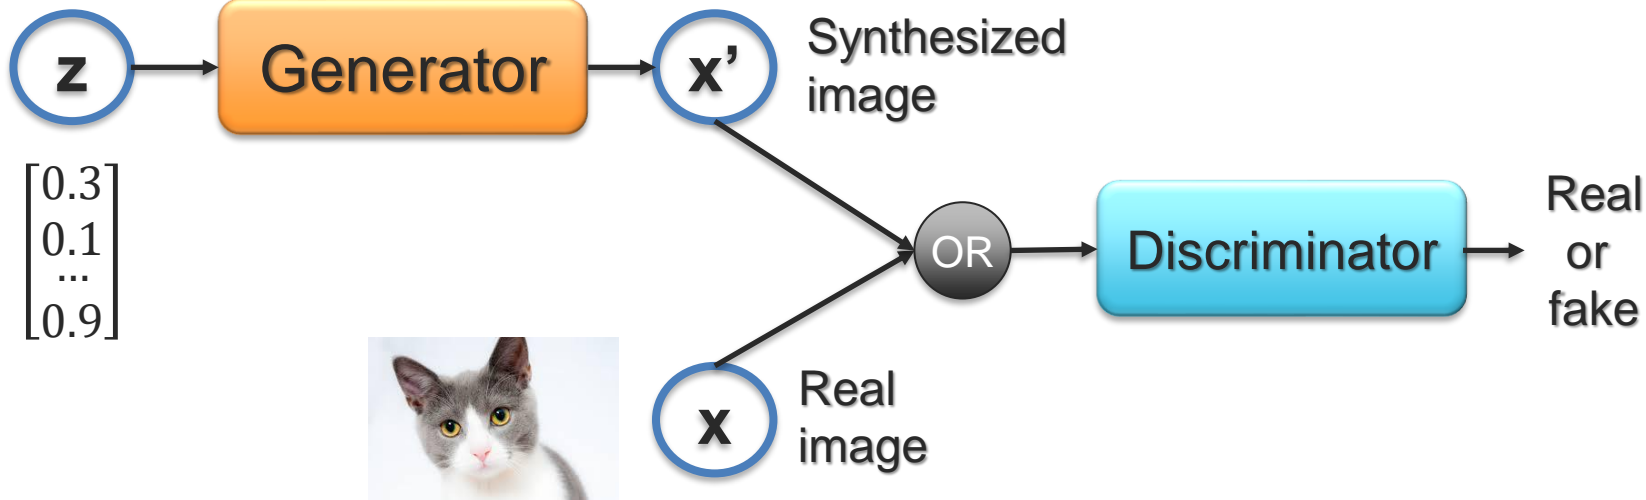 z
Generator
x’
Synthesized
image
[0.3
0.1
...
0.9]
OR
Discriminator
Real
or
fake
x
Real
image